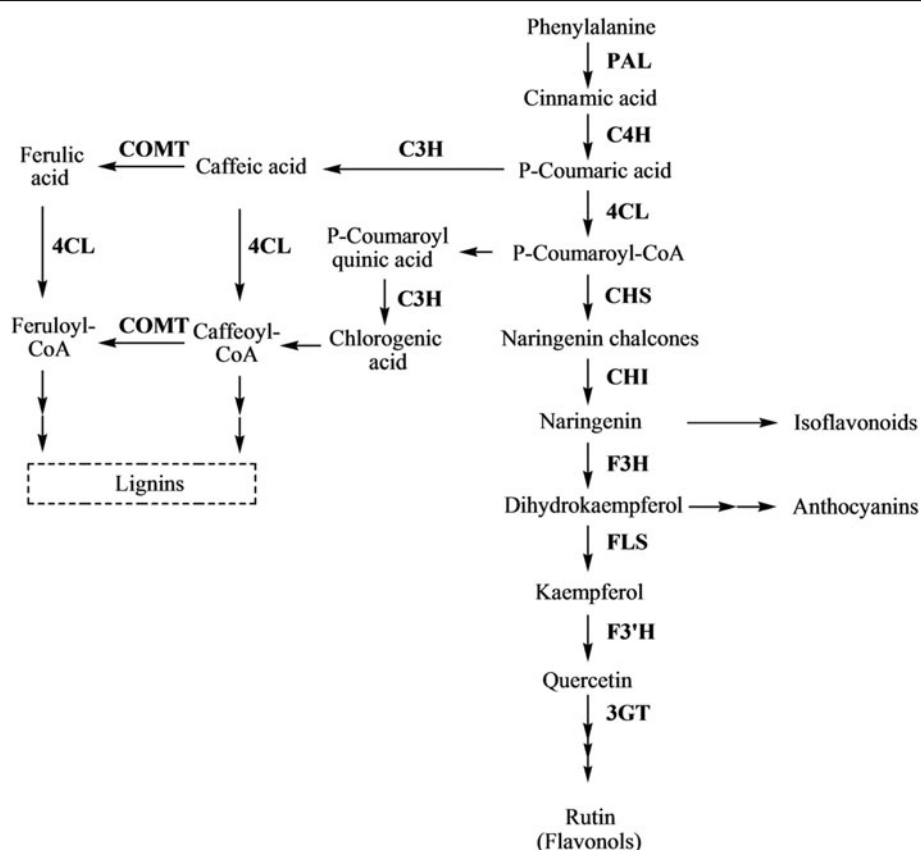 Phenylalanine
PAL
Cinnamic acid
C4H
Ferulic
acid
COMT
Caffeic acid
C3H
P-Coumaric acid
4CL
4CL
4CL
P-Coumaroyl
quinic acid
P-Coumaroyl-CoA
C3H
CHS
Feruloyl-
CoA
COMT
Caffeoyl-
CoA
Chlorogenic
acid
Naringenin chalcones
CHI
Naringenin
Isoflavonoids
F3H
Lignins
Dihydrokaempferol
Anthocyanins
FLS
Kaempferol
F3'H
Quercetin
3GT
Rutin
(Flavonols)